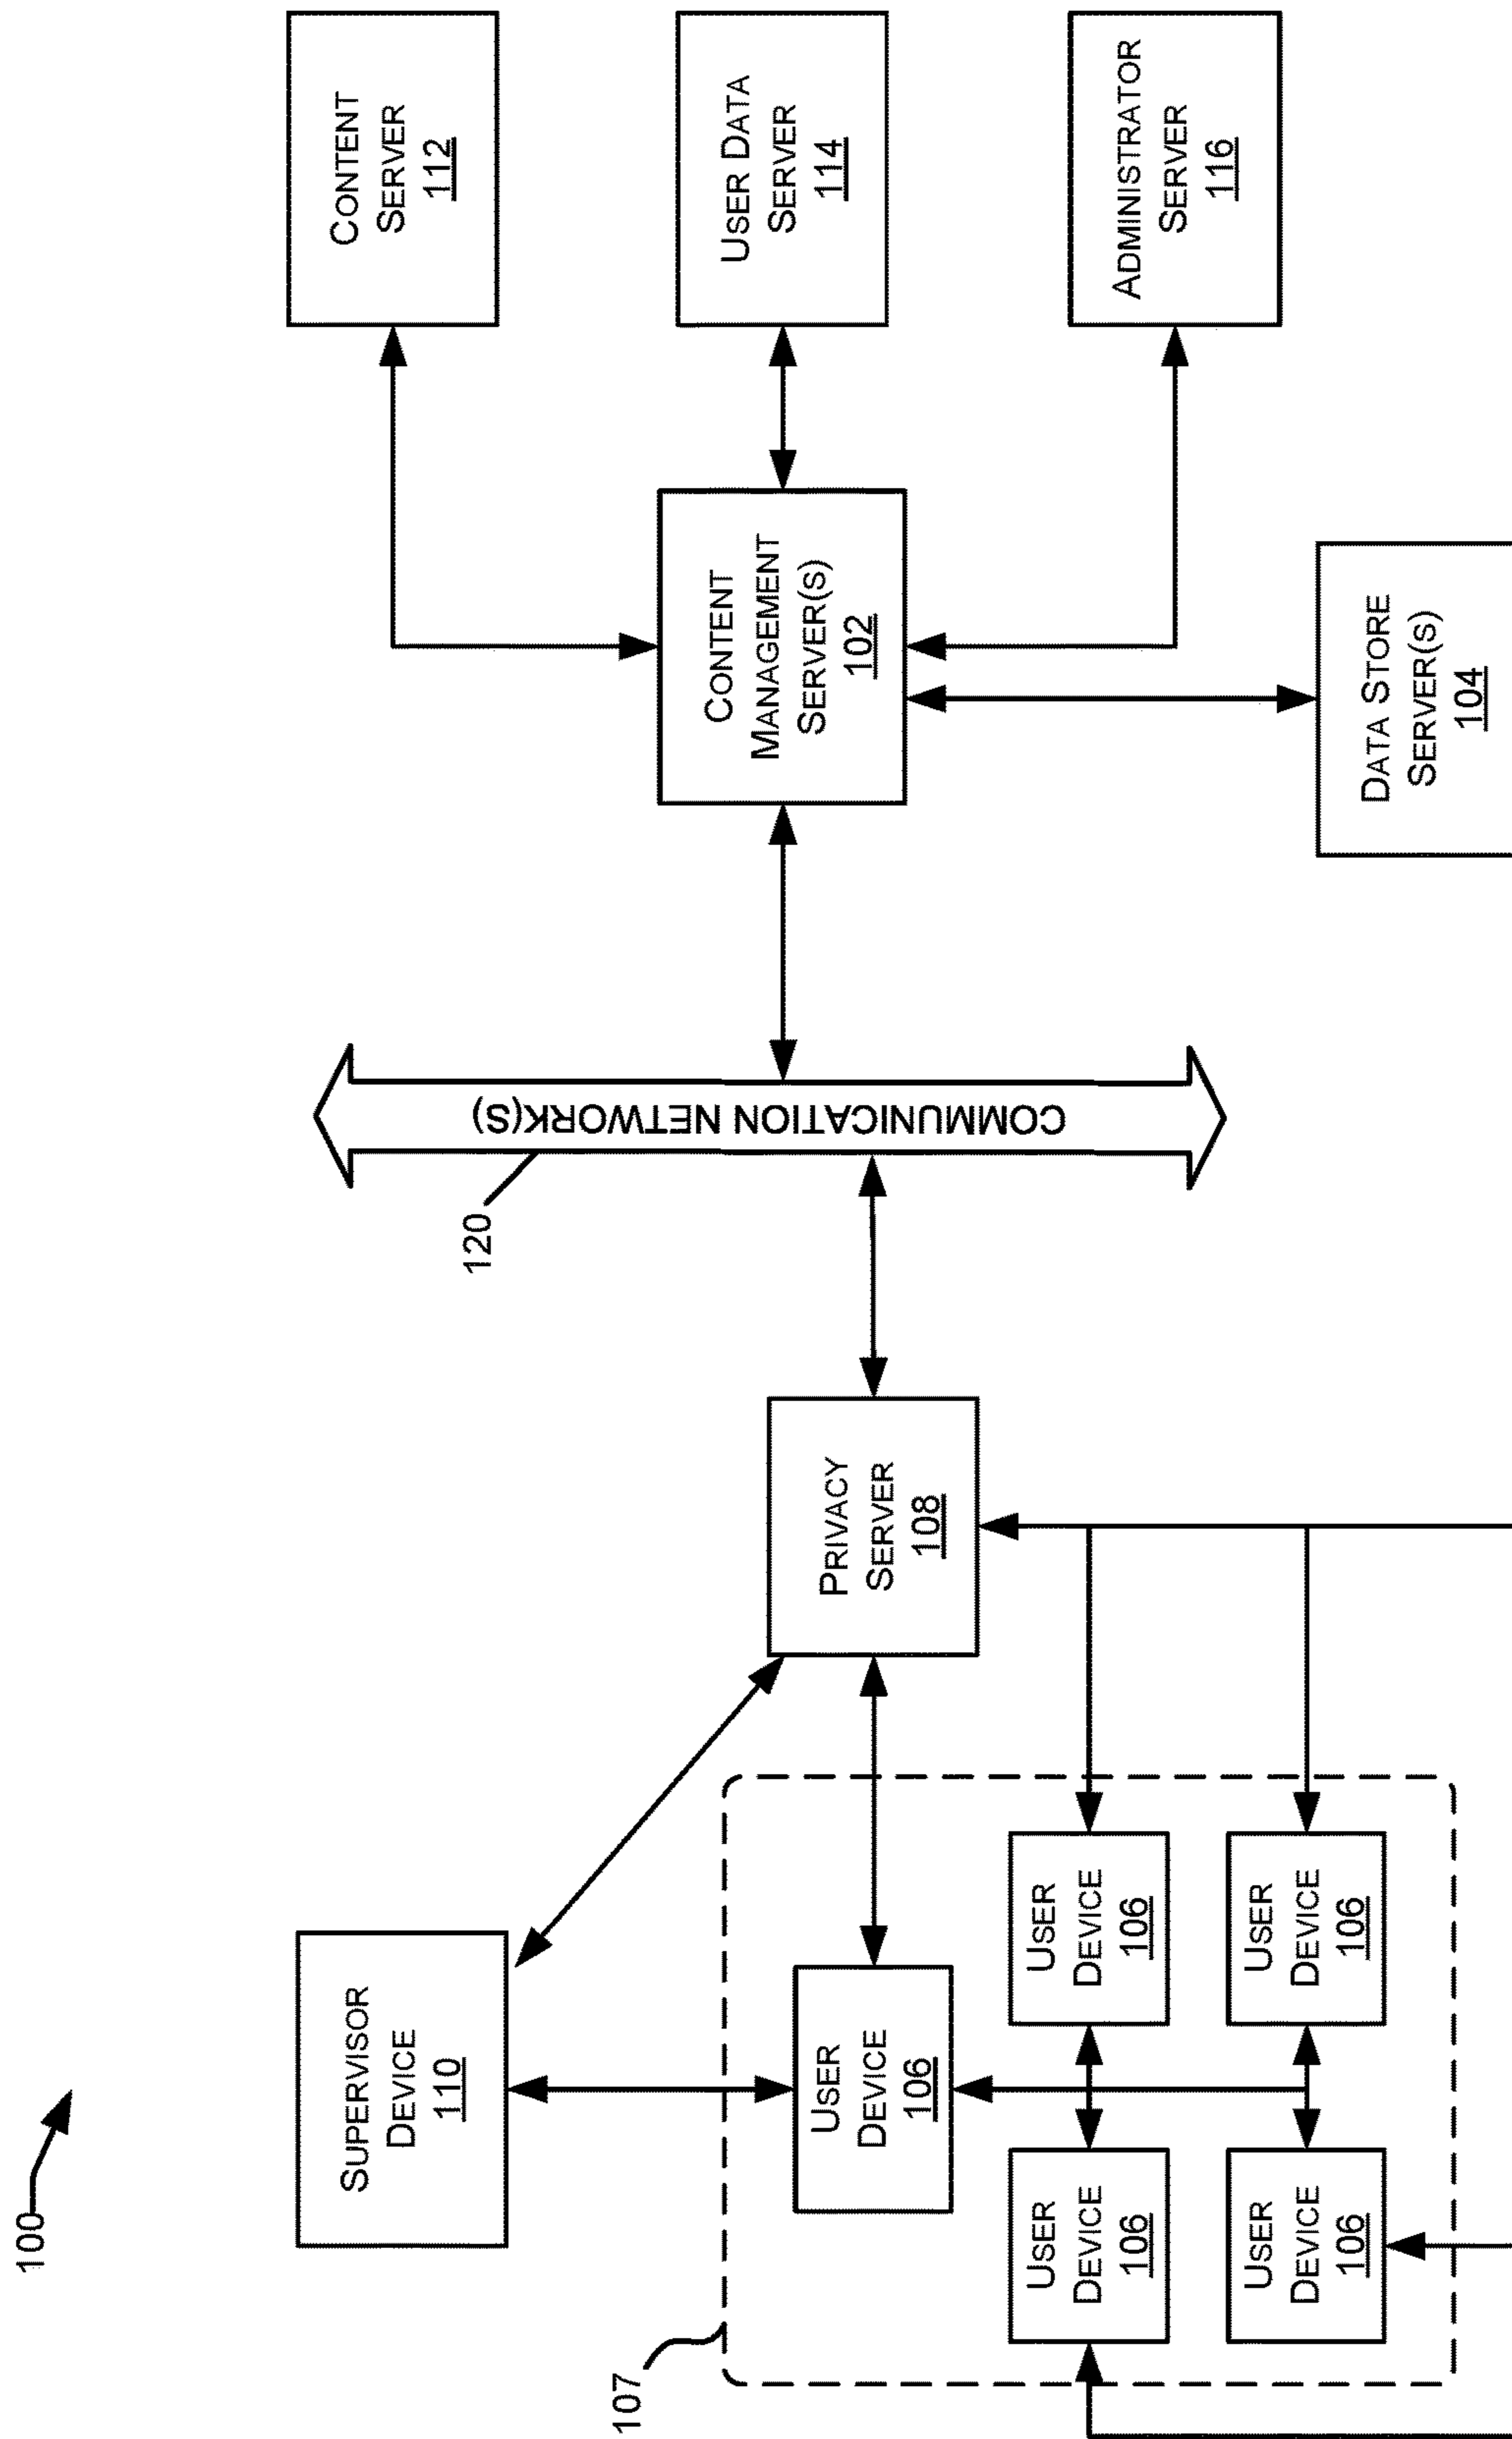 100
SUPERVISOR
DEVICE
110
107
USER
DEVICE
106
USER
DEVICE
106
USER
DEVICE
106
USER
DEVICE
106
USER
DEVICE
106
PRIVACY
SERVER
108
120
COMMUNICATION NETWORK(S)
CONTENT
MANAGEMENT
SERVER(S)
102
DATA STORE
SERVER(S)
104
CONTENT
SERVER
112
USER DATA
SERVER
114
ADMINISTRATOR
SERVER
116